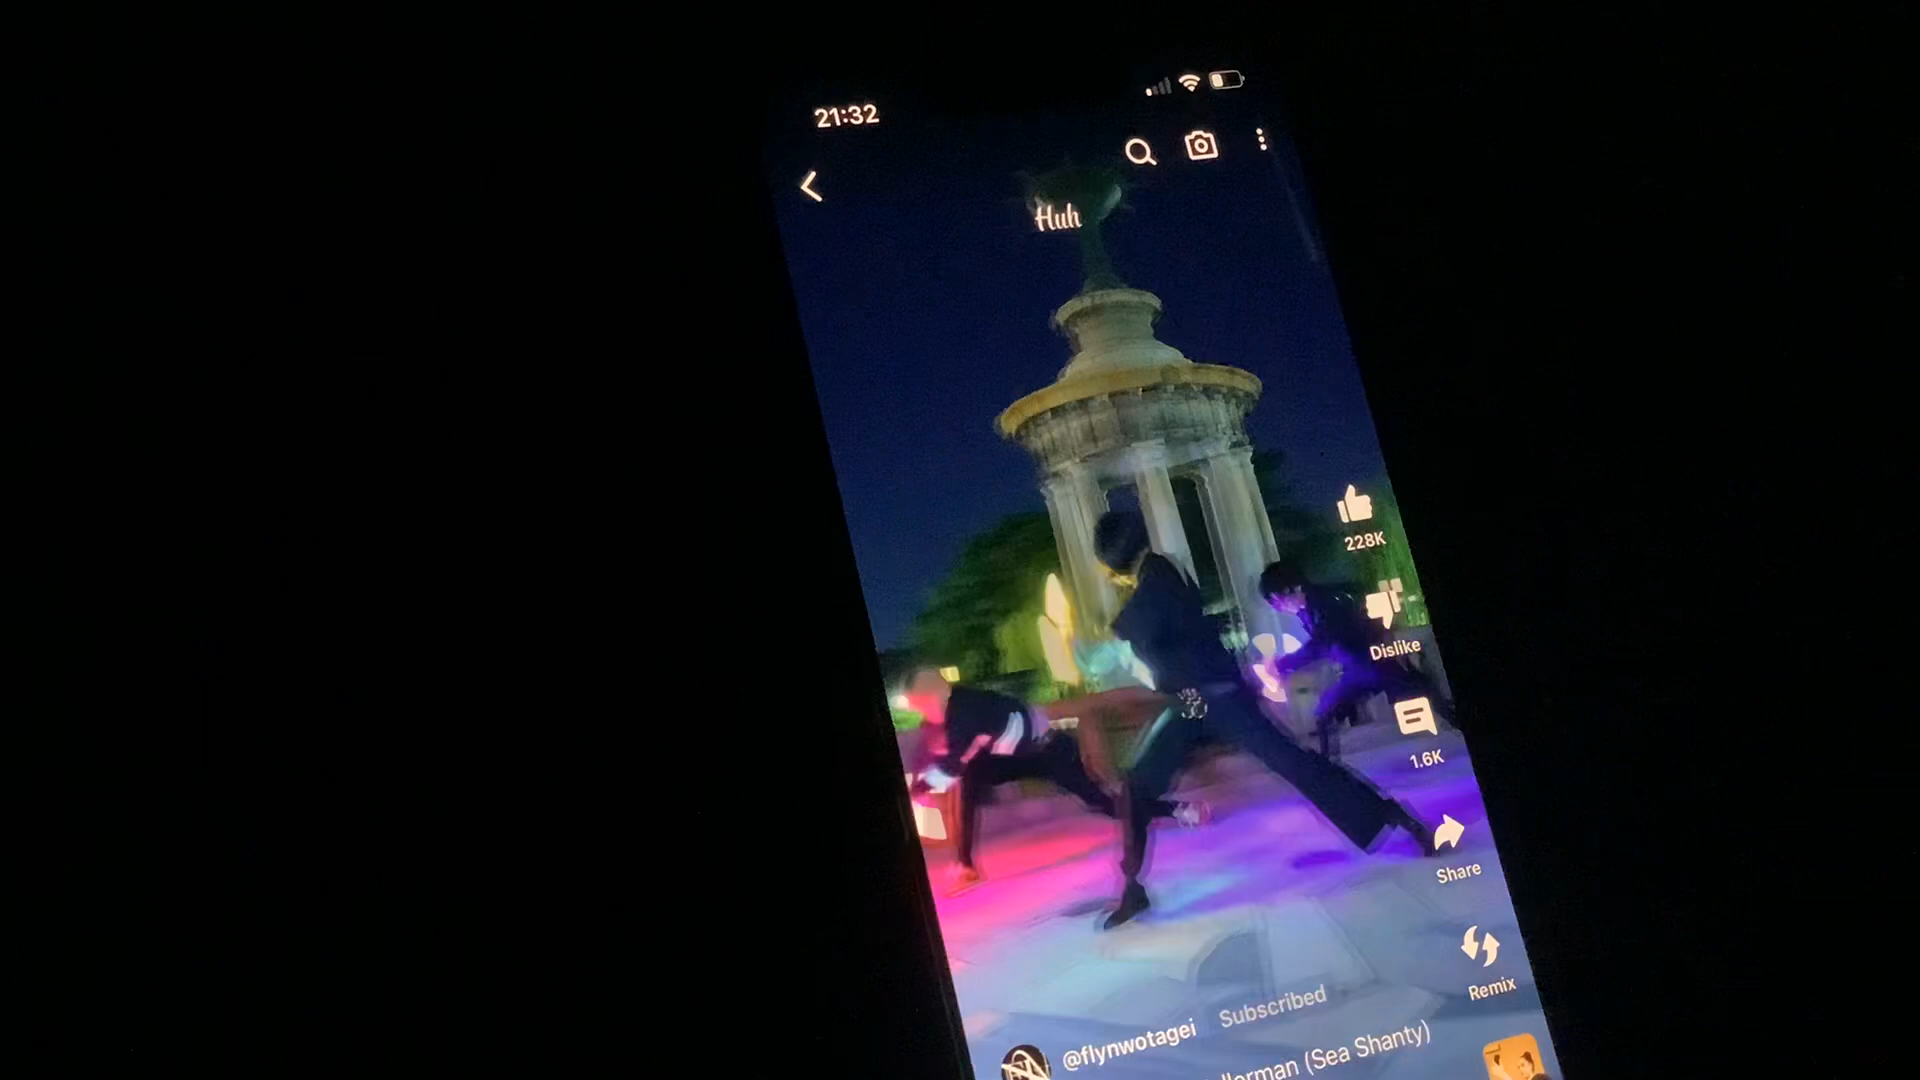 21:32
Huh
228K
Dislike
1.6K
Share
Remix
@flynwotagei Subscribed
(Sea Shanty)